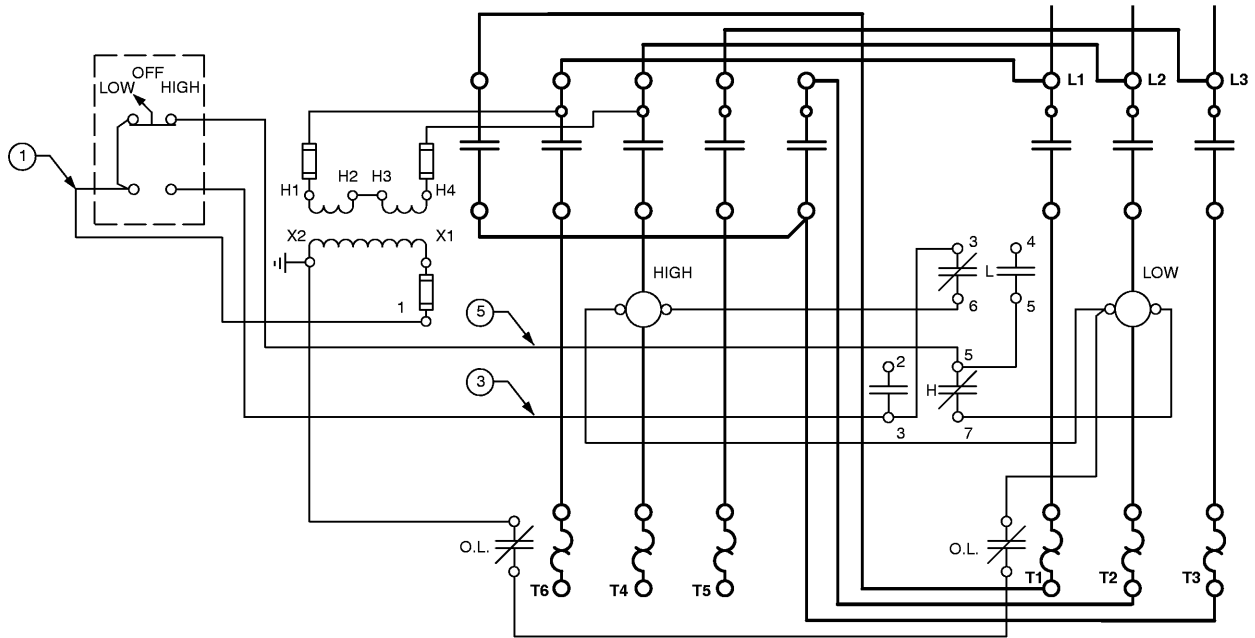 L1 L2 L3
OFF
LOW HIGH
1
H1 H2 H3 H4
X2 X1
3 4
HIGH L LOW
1 6 5
5
5
2
3 H
3 7
O.L. O.L.
T6 T4 T5 T1 T2 T3